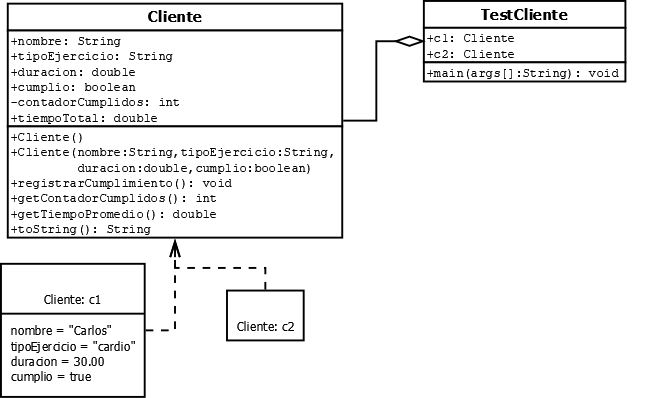 Cliente
+nombre: String
+tipoEjercicio: String
+duracion: double
+cumplio: boolean
-contadorCumplidos: int
+tiempoTotal: double
+Cliente()
+Cliente(nombre:String,tipoEjercicio:String,
duracion:double,cumplio:boolean)
+registrarCumplimiento(): void
+getContadorCumplidos(): int
+getTiempoPromedio(): double
+toString(): String
TestCliente
+c1: Cliente
+c2: Cliente
+main(args[]:String): void
Cliente: c1
nombre = "Carlos"
tipoEjercicio = "cardio"
duracion = 30.00
cumplio = true
Cliente: c2